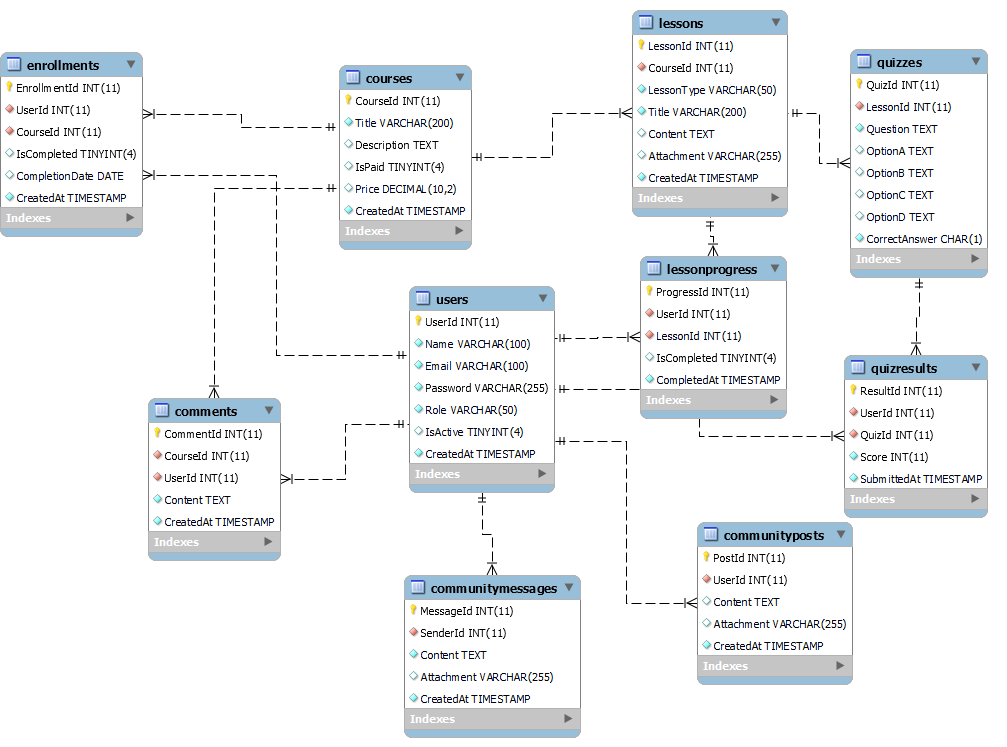 enrollments
EnrollmentId INT(11)
UserId INT(11)
CourseId INT(11)
IsCompleted TINYINT(4)
CompletionDate DATE
CreatedAt TIMESTAMP
Indexes
courses
CourseId INT(11)
Title VARCHAR(200)
Description TEXT
IsPaid TINYINT(4)
Price DECIMAL(10,2)
CreatedAt TIMESTAMP
Indexes
lessons
LessonId INT(11)
CourseId INT(11)
LessonType VARCHAR(50)
Title VARCHAR(200)
Content TEXT
Attachment VARCHAR(255)
CreatedAt TIMESTAMP
Indexes
quizzes
QuizId INT(11)
LessonId INT(11)
Question TEXT
OptionA TEXT
OptionB TEXT
OptionC TEXT
OptionD TEXT
CorrectAnswer CHAR(1)
Indexes
users
UserId INT(11)
Name VARCHAR(100)
Email VARCHAR(100)
Password VARCHAR(255)
Role VARCHAR(50)
IsActive TINYINT(4)
CreatedAt TIMESTAMP
Indexes
lessonprogress
ProgressId INT(11)
UserId INT(11)
LessonId INT(11)
IsCompleted TINYINT(4)
CompletedAt TIMESTAMP
Indexes
quizresults
ResultId INT(11)
UserId INT(11)
QuizId INT(11)
Score INT(11)
SubmittedAt TIMESTAMP
Indexes
comments
CommentId INT(11)
CourseId INT(11)
UserId INT(11)
Content TEXT
CreatedAt TIMESTAMP
Indexes
communityposts
PostId INT(11)
UserId INT(11)
Content TEXT
Attachment VARCHAR(255)
CreatedAt TIMESTAMP
Indexes
communitymessages
MessageId INT(11)
SenderId INT(11)
Content TEXT
Attachment VARCHAR(255)
CreatedAt TIMESTAMP
Indexes